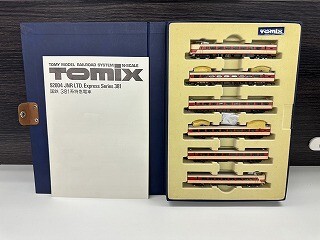 TOMY MODEL RAILROAD SYSTEM N-SCALE
TOMIX
92804 JNR LTD. Express Series 381
国鉄 381系特急電車
TOMIX